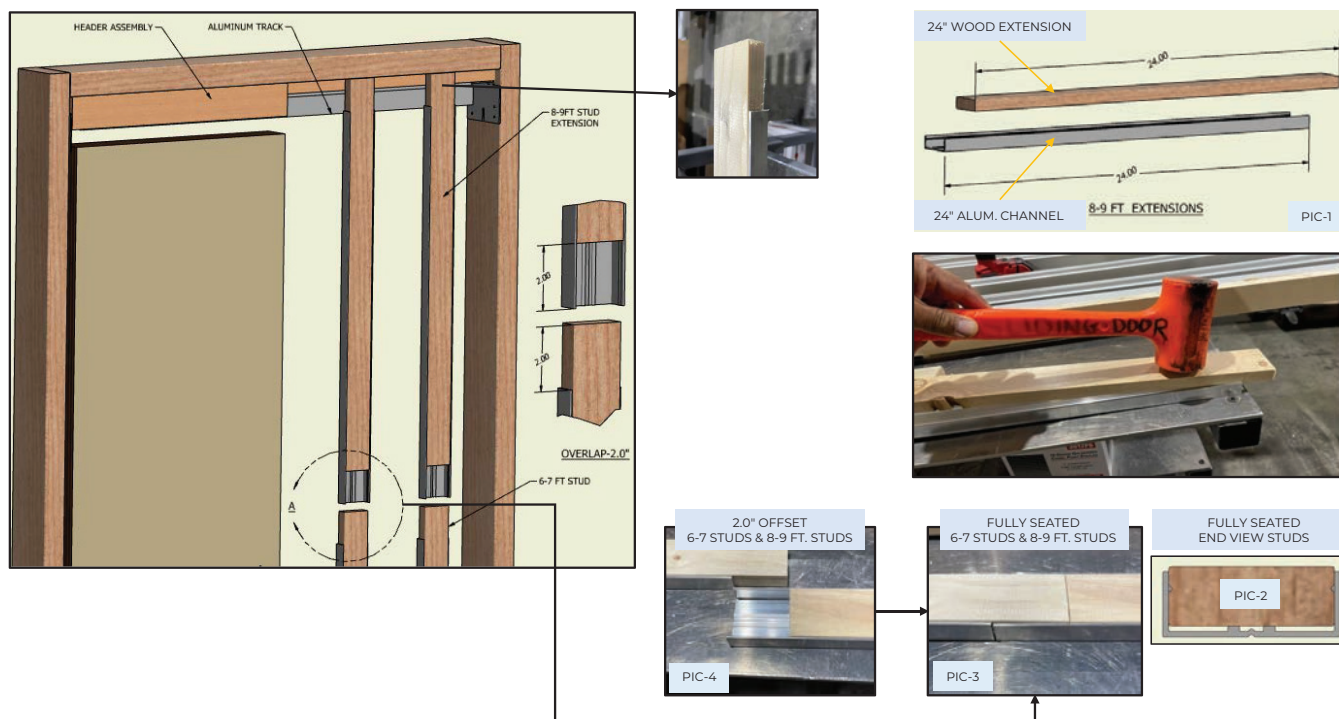 HEADER ASSEMBLY
ALUMINUM TRACK
8-9FT STUD
EXTENSION
2.00
2.00
OVERLAP-2.0"
6-7 FT STUD
A
24" WOOD EXTENSION
24.00
24.00
24" ALUM. CHANNEL
8-9 FT EXTENSIONS
PIC-1
IDING DOOR
2.0" OFFSET
6-7 STUDS & 8-9 FT. STUDS
PIC-4
FULLY SEATED
6-7 STUDS & 8-9 FT. STUDS
PIC-3
FULLY SEATED
END VIEW STUDS
PIC-2